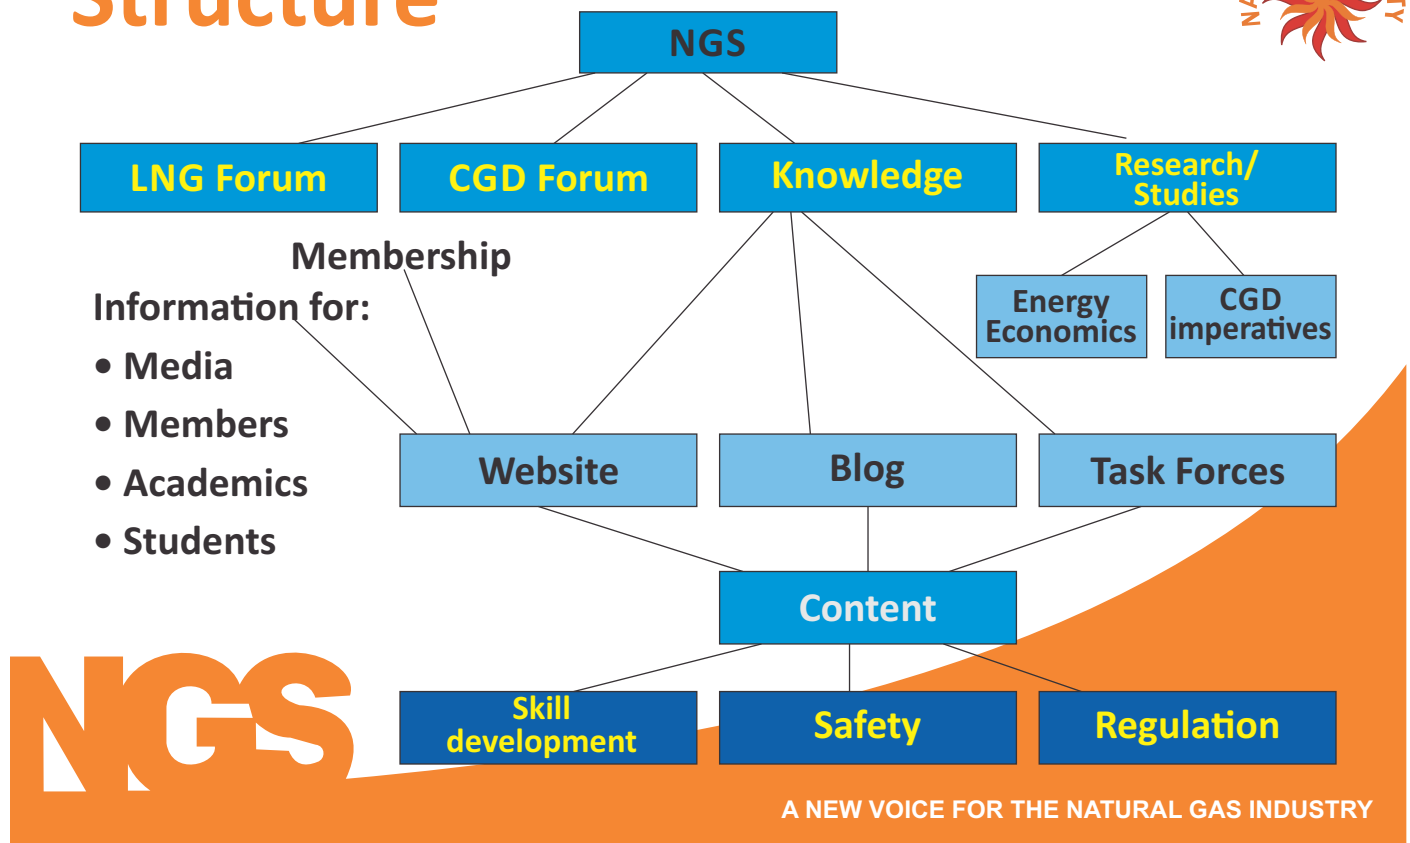 Structure
NGS
LNG Forum
CGD Forum
Knowledge
Research/
Studies
Membership
Information for:
• Media
• Members
• Academics
• Students
Energy
Economics
CGD
imperatives
Website
Blog
Task Forces
Content
Skill
development
Safety
Regulation
NGS
A NEW VOICE FOR THE NATURAL GAS INDUSTRY